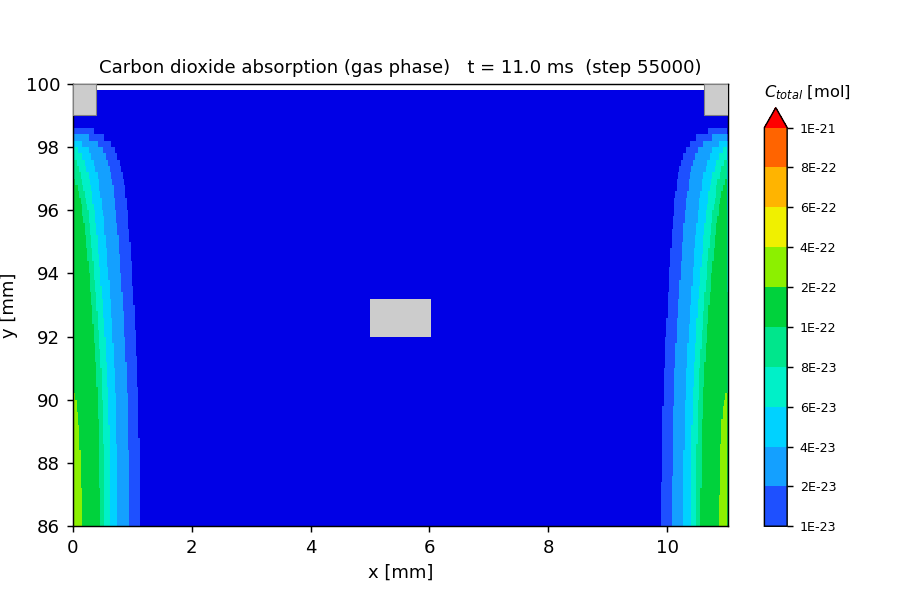 Carbon dioxide absorption (gas phase)   t = 11.0 ms  (step 55000)
C_total [mol]
100
98
96
94
92
90
88
86
y [mm]
0 2 4 6 8 10
x [mm]
1E-21
8E-22
6E-22
4E-22
2E-22
1E-22
8E-23
6E-23
4E-23
2E-23
1E-23